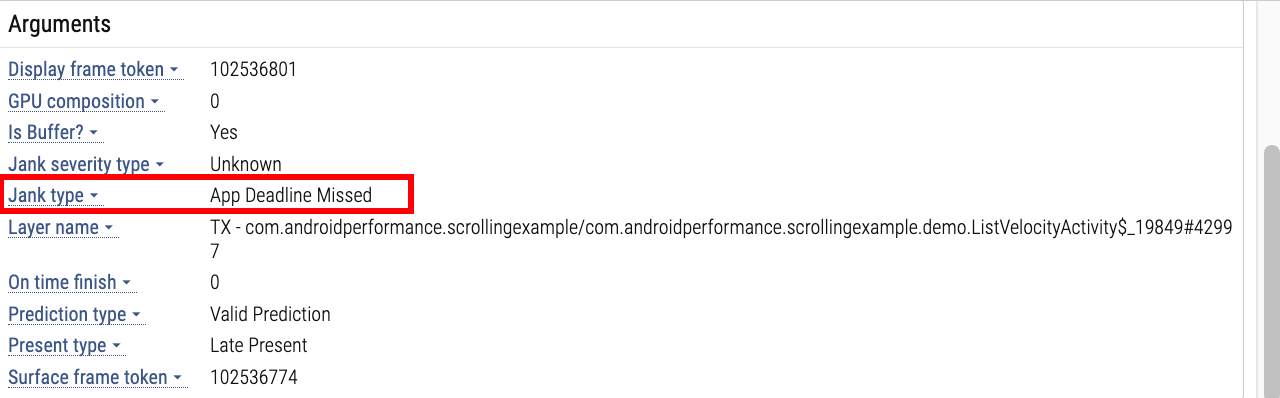 Arguments
Display frame token 102536801
GPU composition 0
Is Buffer? Yes
Jank severity type Unknown
Jank type App Deadline Missed
Layer name TX - com.androidperformance.scrollingexample/com.androidperformance.scrollingexample.demo.ListVelocityActivity$_19849#4299
7
On time finish 0
Prediction type Valid Prediction
Present type Late Present
Surface frame token 102536774